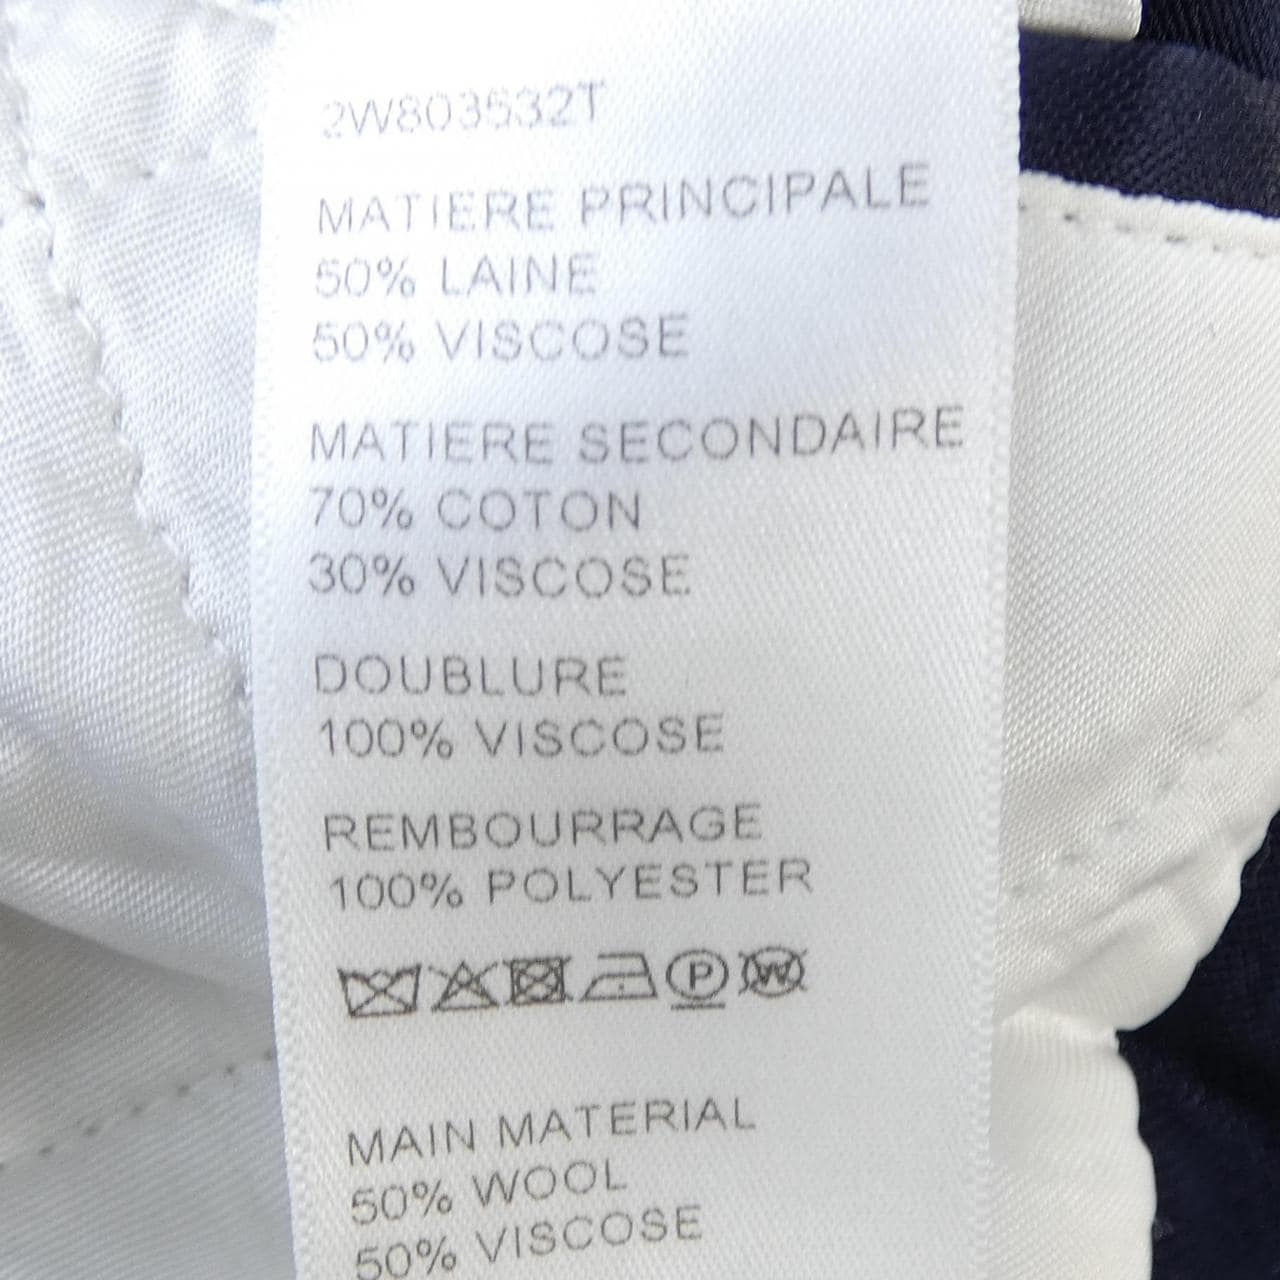 2W803532T
MATIERE PRINCIPALE
50% LAINE
50% VISCOSE
MATIERE SECONDAIRE
70% COTON
30% VISCOSE
DOUBLURE
100% VISCOSE
REMBOURRAGE
100% POLYESTER
P W
MAIN MATERIAL
50% WOOL
50% VISCOSE